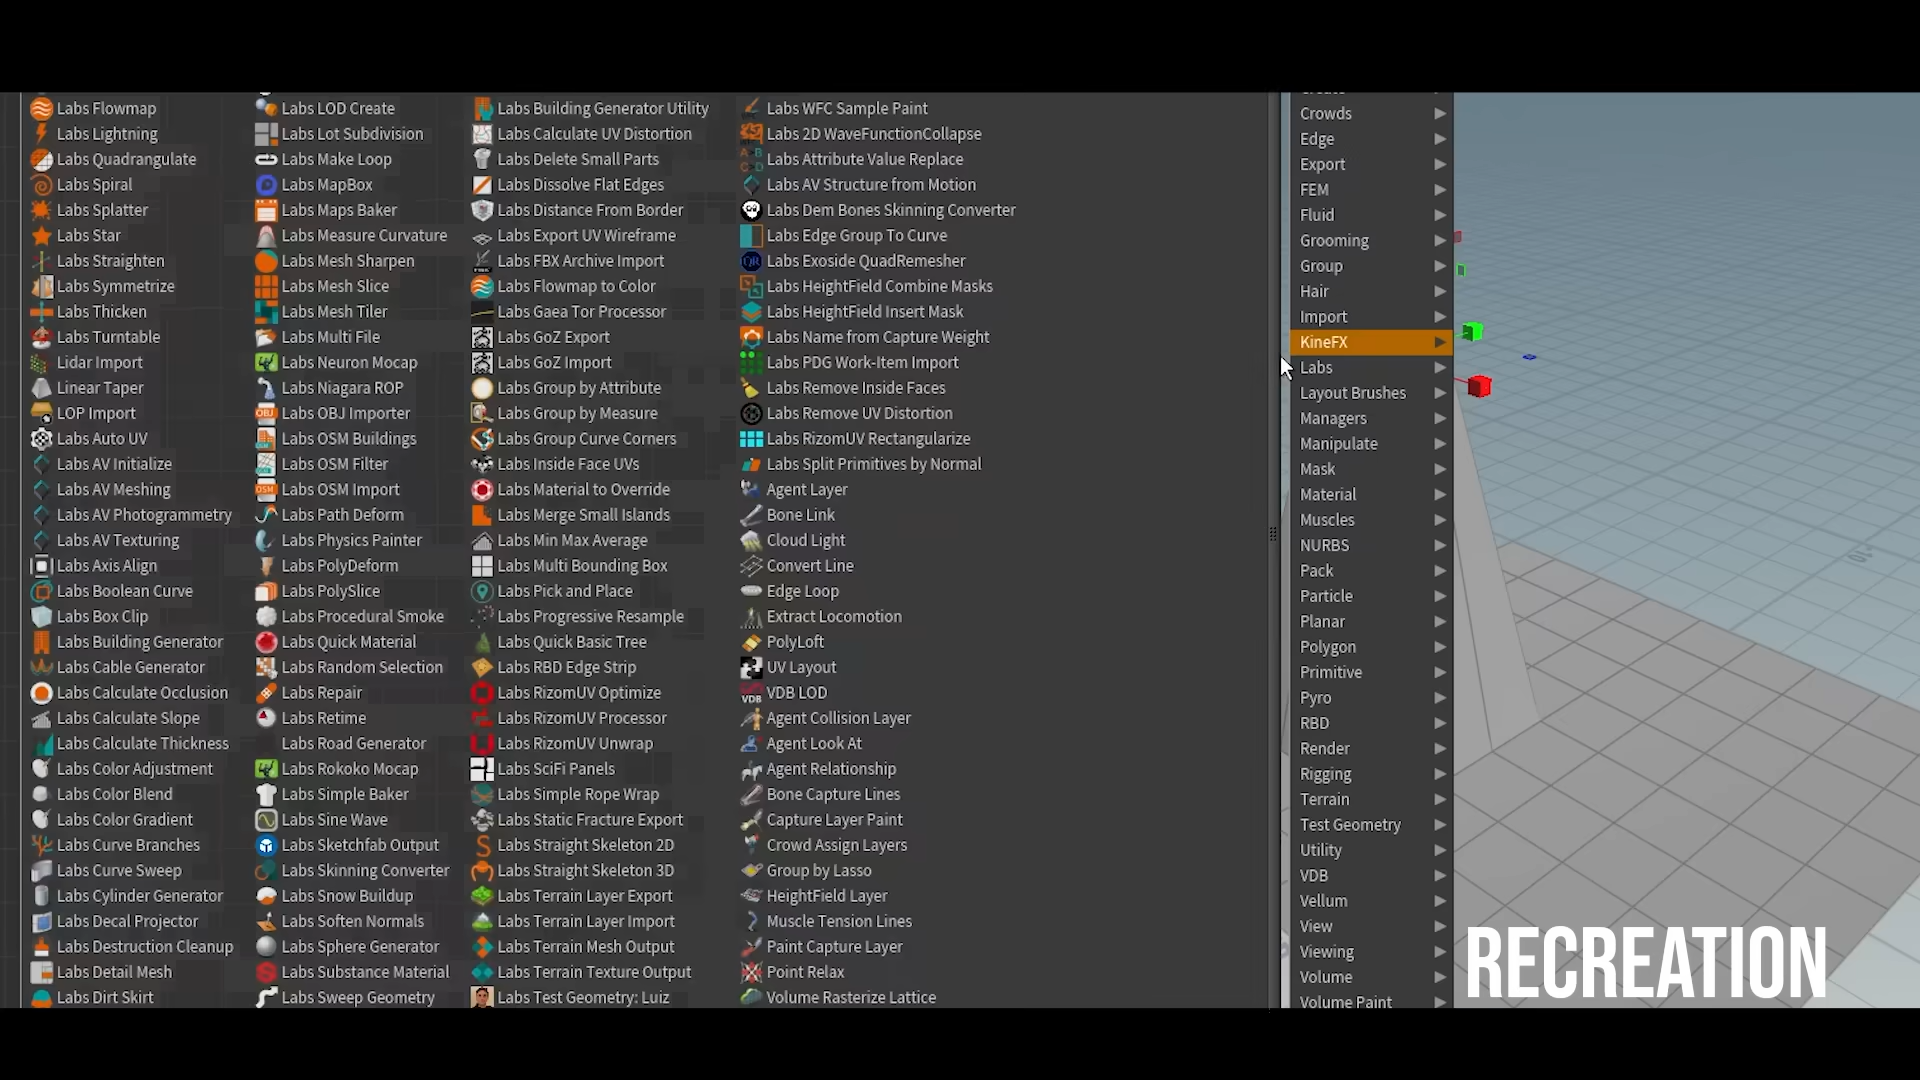 Labs Flowmap
Labs Lightning
Labs Quadrangulate
Labs Spiral
Labs Splatter
Labs Star
Labs Straighten
Labs Symmetrize
Labs Thicken
Labs Turntable
Lidar Import
Linear Taper
LOP Import
Labs Auto UV
Labs AV Initialize
Labs AV Meshing
Labs AV Photogrammetry
Labs AV Texturing
Labs Axis Align
Labs Boolean Curve
Labs Box Clip
Labs Building Generator
Labs Cable Generator
Labs Calculate Occlusion
Labs Calculate Slope
Labs Calculate Thickness
Labs Color Adjustment
Labs Color Blend
Labs Color Gradient
Labs Curve Branches
Labs Curve Sweep
Labs Cylinder Generator
Labs Decal Projector
Labs Destruction Cleanup
Labs Detail Mesh
Labs Dirt Skirt
Labs LOD Create
Labs Lot Subdivision
Labs Make Loop
Labs MapBox
Labs Maps Baker
Labs Measure Curvature
Labs Mesh Sharpen
Labs Mesh Slice
Labs Mesh Tiler
Labs Multi File
Labs Neuron Mocap
Labs Niagara ROP
Labs OBJ Importer
Labs OSM Buildings
Labs OSM Filter
Labs OSM Import
Labs Path Deform
Labs Physics Painter
Labs PolyDeform
Labs PolySlice
Labs Procedural Smoke
Labs Quick Material
Labs Random Selection
Labs Repair
Labs Retime
Labs Road Generator
Labs Rokoko Mocap
Labs Simple Baker
Labs Sine Wave
Labs Sketchfab Output
Labs Skinning Converter
Labs Snow Buildup
Labs Soften Normals
Labs Sphere Generator
Labs Substance Material
Labs Sweep Geometry
Labs Building Generator Utility
Labs Calculate UV Distortion
Labs Delete Small Parts
Labs Dissolve Flat Edges
Labs Distance From Border
Labs Export UV Wireframe
Labs FBX Archive Import
Labs Flowmap to Color
Labs Gaea Tor Processor
Labs GoZ Export
Labs GoZ Import
Labs Group by Attribute
Labs Group by Measure
Labs Group Curve Corners
Labs Inside Face UVs
Labs Material to Override
Labs Merge Small Islands
Labs Min Max Average
Labs Multi Bounding Box
Labs Pick and Place
Labs Progressive Resample
Labs Quick Basic Tree
Labs RBD Edge Strip
Labs RizomUV Optimize
Labs RizomUV Processor
Labs RizomUV Unwrap
Labs SciFi Panels
Labs Simple Rope Wrap
Labs Static Fracture Export
Labs Straight Skeleton 2D
Labs Straight Skeleton 3D
Labs Terrain Layer Export
Labs Terrain Layer Import
Labs Terrain Mesh Output
Labs Terrain Texture Output
Labs Test Geometry: Luiz
Labs WFC Sample Paint
Labs 2D WaveFunctionCollapse
Labs Attribute Value Replace
Labs AV Structure from Motion
Labs Dem Bones Skinning Converter
Labs Edge Group To Curve
Labs Exoside QuadRemesher
Labs HeightField Combine Masks
Labs HeightField Insert Mask
Labs Name from Capture Weight
Labs PDG Work-Item Import
Labs Remove Inside Faces
Labs Remove UV Distortion
Labs RizomUV Rectangularize
Labs Split Primitives by Normal
Agent Layer
Bone Link
Cloud Light
Convert Line
Edge Loop
Extract Locomotion
PolyLoft
UV Layout
VDB LOD
Agent Collision Layer
Agent Look At
Agent Relationship
Bone Capture Lines
Capture Layer Paint
Crowd Assign Layers
Group by Lasso
HeightField Layer
Muscle Tension Lines
Paint Capture Layer
Point Relax
Volume Rasterize Lattice
Crowds
Edge
Export
FEM
Fluid
Grooming
Group
Hair
Import
KineFX
Labs
Layout Brushes
Managers
Manipulate
Mask
Material
Muscles
NURBS
Pack
Particle
Planar
Polygon
Primitive
Pyro
RBD
Render
Rigging
Terrain
Test Geometry
Utility
VDB
Vellum
View
Viewing
Volume
Volume Paint
RECREATION